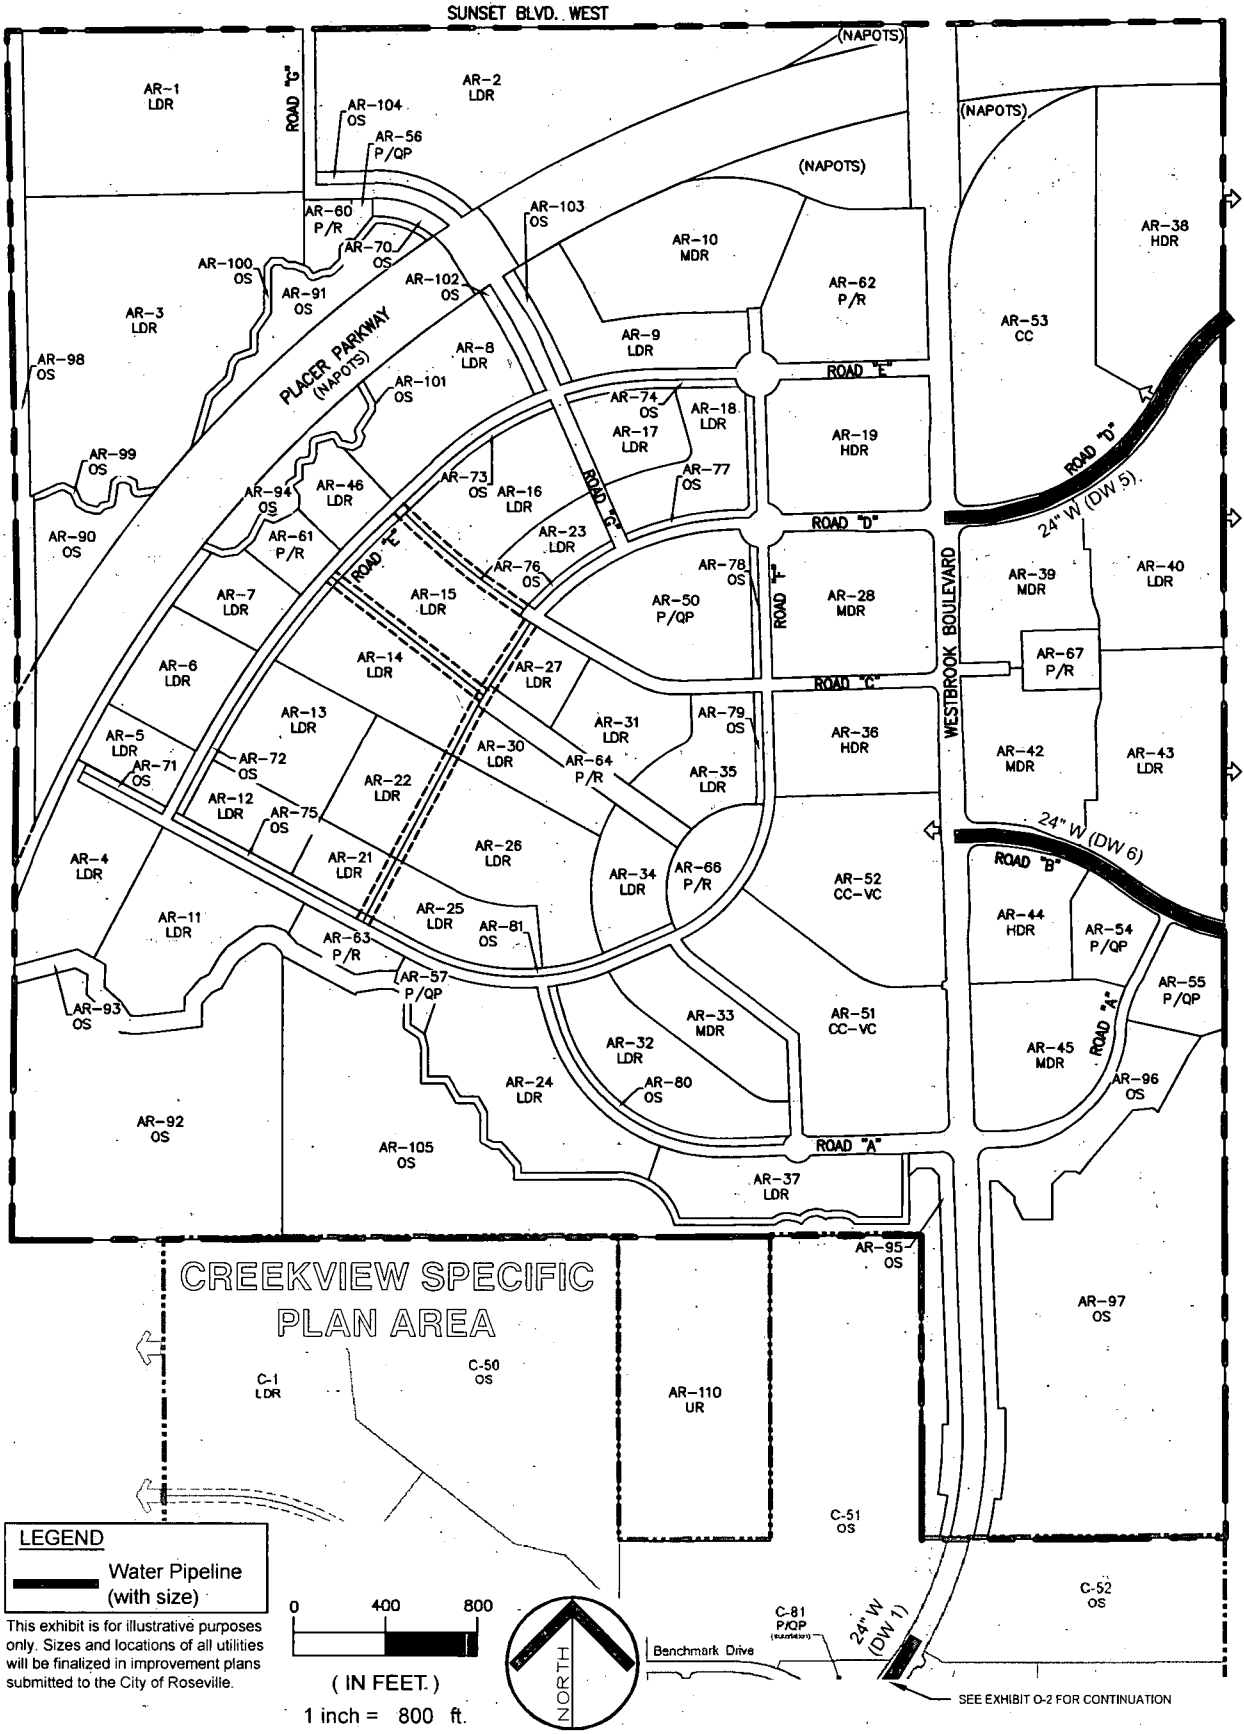 SUNSET BLVD. WEST
(NAPOTS)
AR-1
LDR
ROAD "G"
AR-2
LDR
AR-104
OS
AR-56
P/QP
(NAPOTS)
(NAPOTS)
AR-60
P/R
AR-103
OS
AR-70
OS
AR-10
MDR
AR-38
HDR
AR-100
OS
AR-102
OS
AR-91
OS
AR-62
P/R
AR-3
LDR
PLACER PARKWAY
(NAPOTS)
AR-53
CC
AR-9
LDR
AR-8
LDR
AR-98
OS
AR-101
OS
ROAD "E"
AR-74
OS
AR-18
LDR
AR-17
LDR
AR-19
HDR
ROAD "D"
AR-99
OS
AR-77
OS
AR-73
OS
AR-46
LDR
AR-94
OS
AR-16
LDR
ROAD "G"
24" W (DW 5)
AR-90
OS
AR-61
P/R
ROAD "E"
AR-23
LDR
ROAD "D"
AR-76
OS
AR-78
OS
ROAD "F"
AR-40
LDR
AR-39
MDR
AR-7
LDR
AR-15
LDR
AR-50
P/QP
AR-28
MDR
WESTBROOK BOULEVARD
AR-6
LDR
AR-14
LDR
AR-27
LDR
AR-67
P/R
ROAD "C"
AR-13
LDR
AR-31
LDR
AR-79
OS
AR-36
HDR
AR-5
LDR
AR-71
OS
AR-72
OS
AR-30
LDR
AR-64
P/R
AR-42
MDR
AR-43
LDR
AR-22
LDR
AR-35
LDR
AR-12
LDR
AR-75
OS
24" W (DW 6)
AR-4
LDR
AR-21
LDR
AR-26
LDR
AR-34
LDR
AR-66
P/R
ROAD "B"
AR-52
CC-VC
AR-11
LDR
AR-25
LDR
AR-81
OS
AR-44
HDR
AR-54
P/QP
AR-63
P/R
AR-57
P/QP
AR-55
P/QP
AR-93
OS
AR-33
MDR
AR-51
CC-VC
ROAD "A"
AR-32
LDR
AR-45
MDR
AR-24
LDR
AR-80
OS
AR-96
OS
AR-92
OS
AR-105
OS
ROAD "A"
AR-37
LDR
AR-95
OS
CREEKVIEW SPECIFIC
PLAN AREA
AR-97
OS
C-1
LDR
C-50
OS
AR-110
UR
C-51
OS
C-52
OS
C-81
P/QP
24" W
(DW 1)
Benchmark Drive
SEE EXHIBIT O-2 FOR CONTINUATION
LEGEND
Water Pipeline
(with size)
This exhibit is for illustrative purposes
only. Sizes and locations of all utilities
will be finalized in improvement plans
submitted to the City of Roseville.
0 400 800
( IN FEET )
1 inch = 800 ft.
NORTH